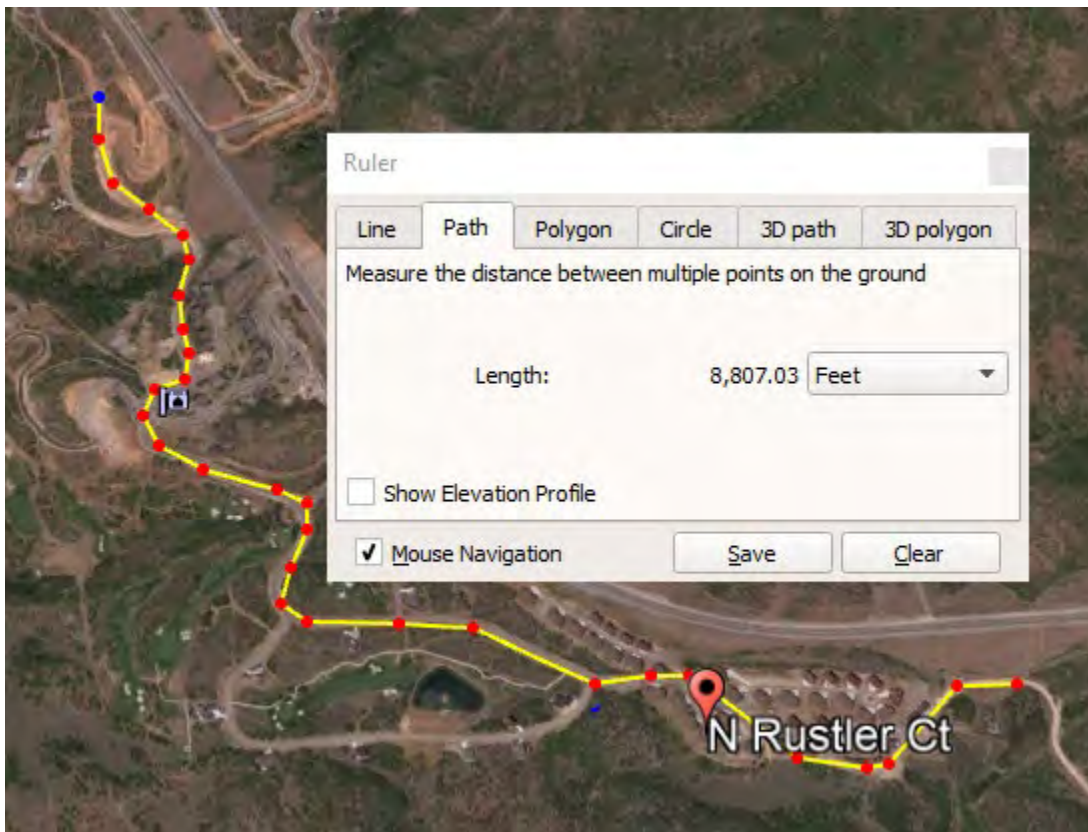 Ruler
Line Path Polygon Circle 3D path 3D polygon
Measure the distance between multiple points on the ground
Length: 8,807.03 Feet
Show Elevation Profile
Mouse Navigation Save Clear
N Rustler Ct